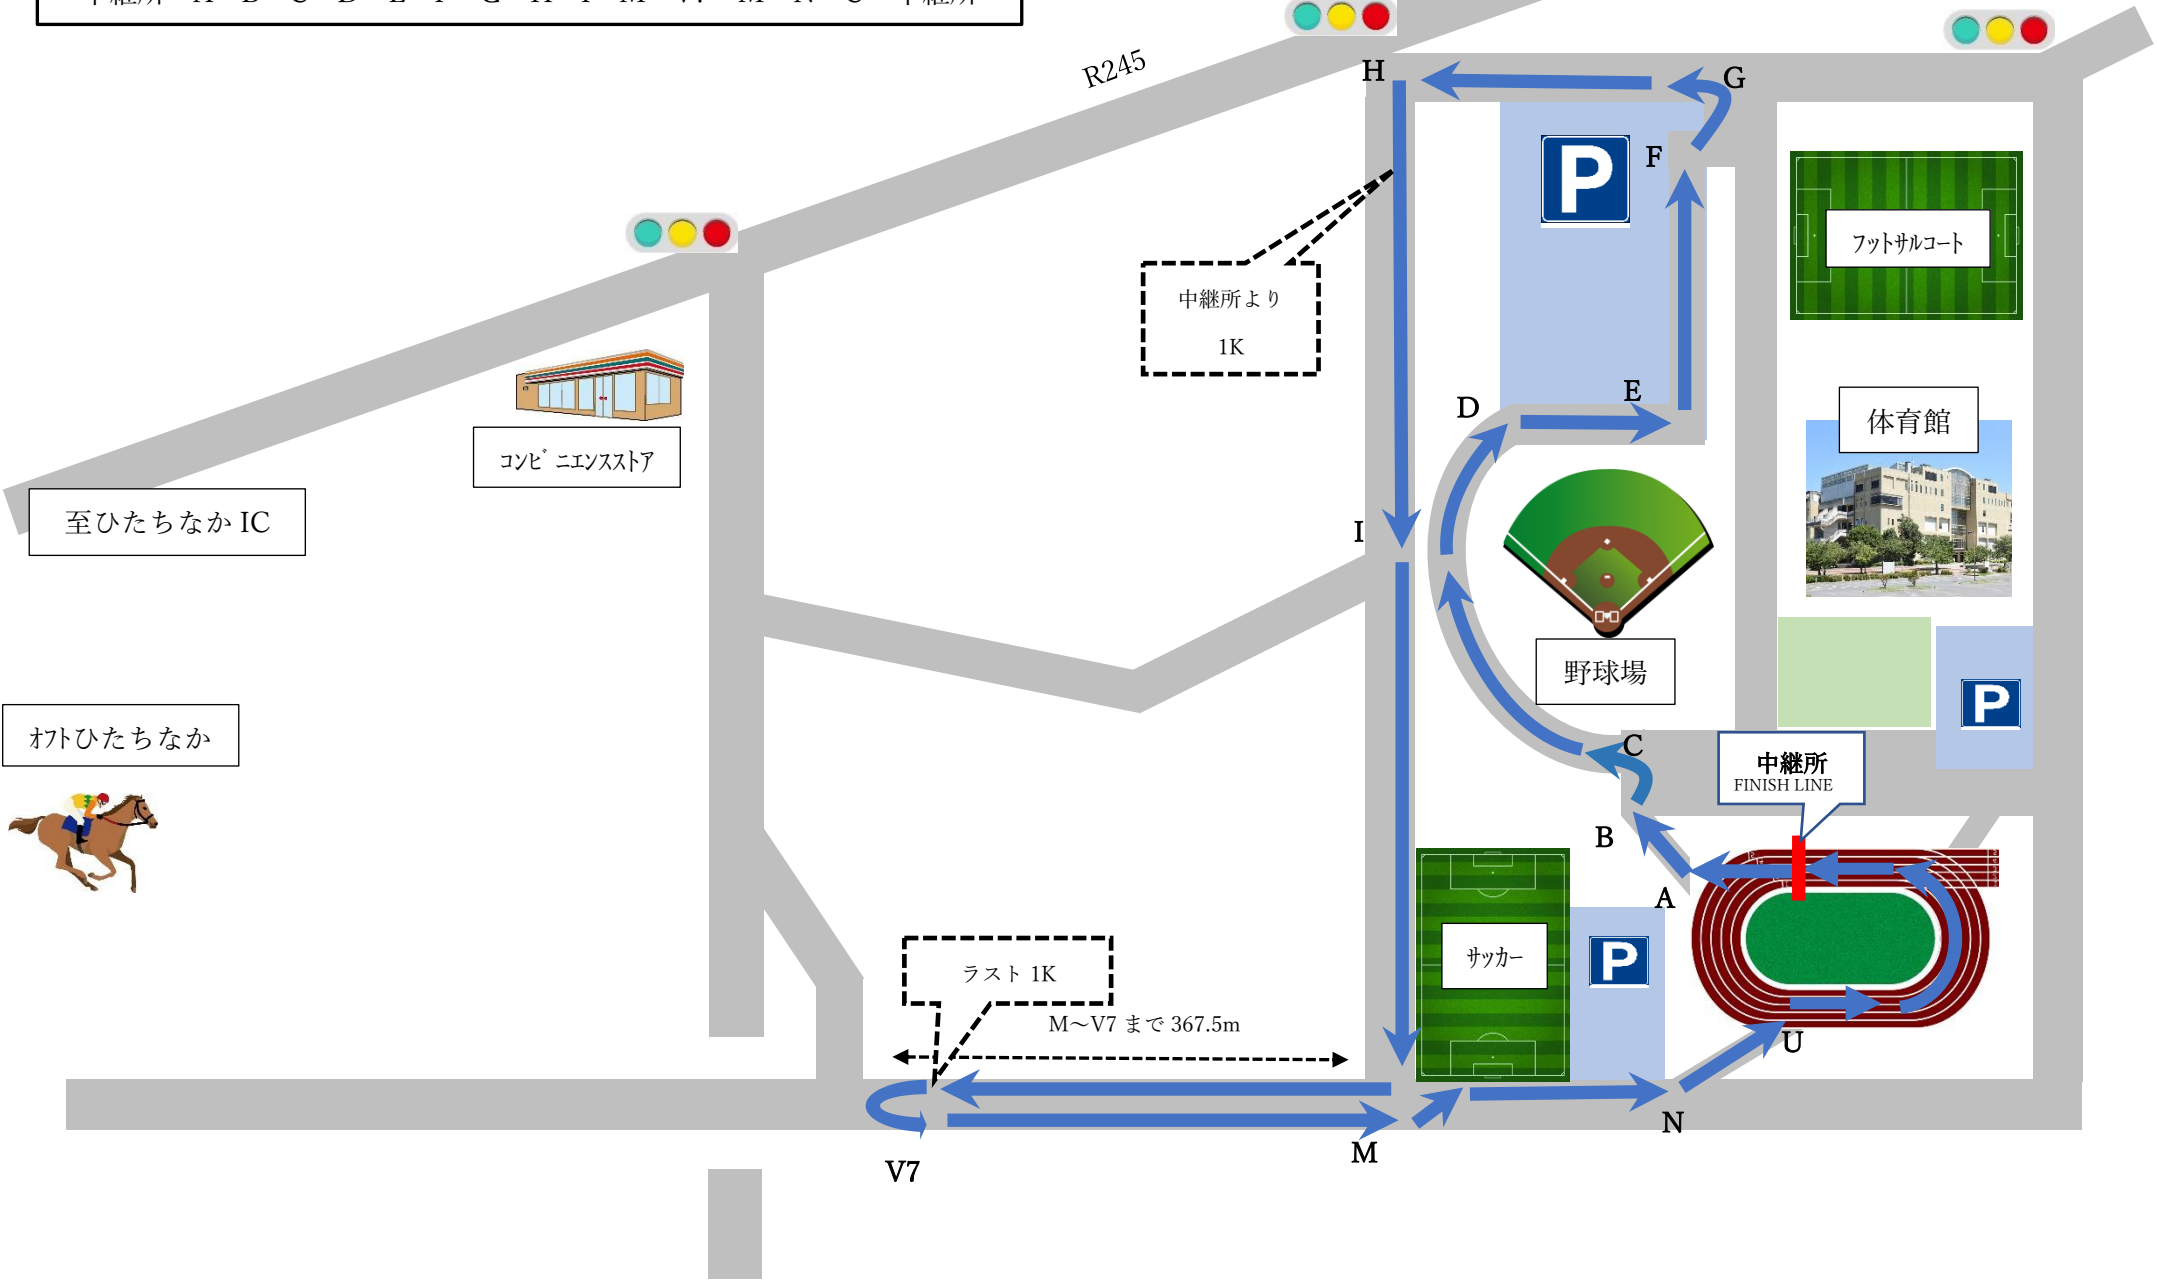 R245
H
G
F
フットサルコート
中継所より
1K
E
D
体育館
コンビニエンスストア
至ひたちなか IC
I
野球場
オフトひたちなか
C
中継所
FINISH LINE
B
A
サッカー
ラスト 1K
M～V7 まで 367.5m
U
N
M
V7
P
P
P